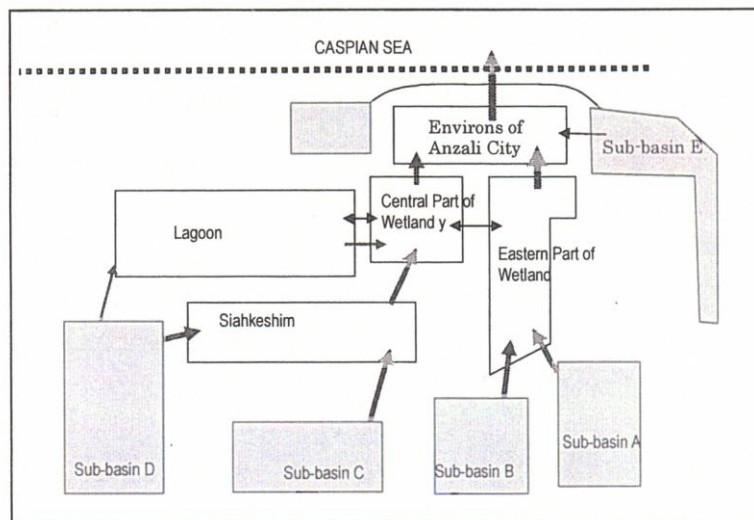 CASPIAN SEA
Environs of
Anzali City
Sub-basin E
Central Part of
Wetland y
Lagoon
Eastern Part of
Wetland
Siahkeshim
Sub-basin D
Sub-basin C
Sub-basin B
Sub-basin A